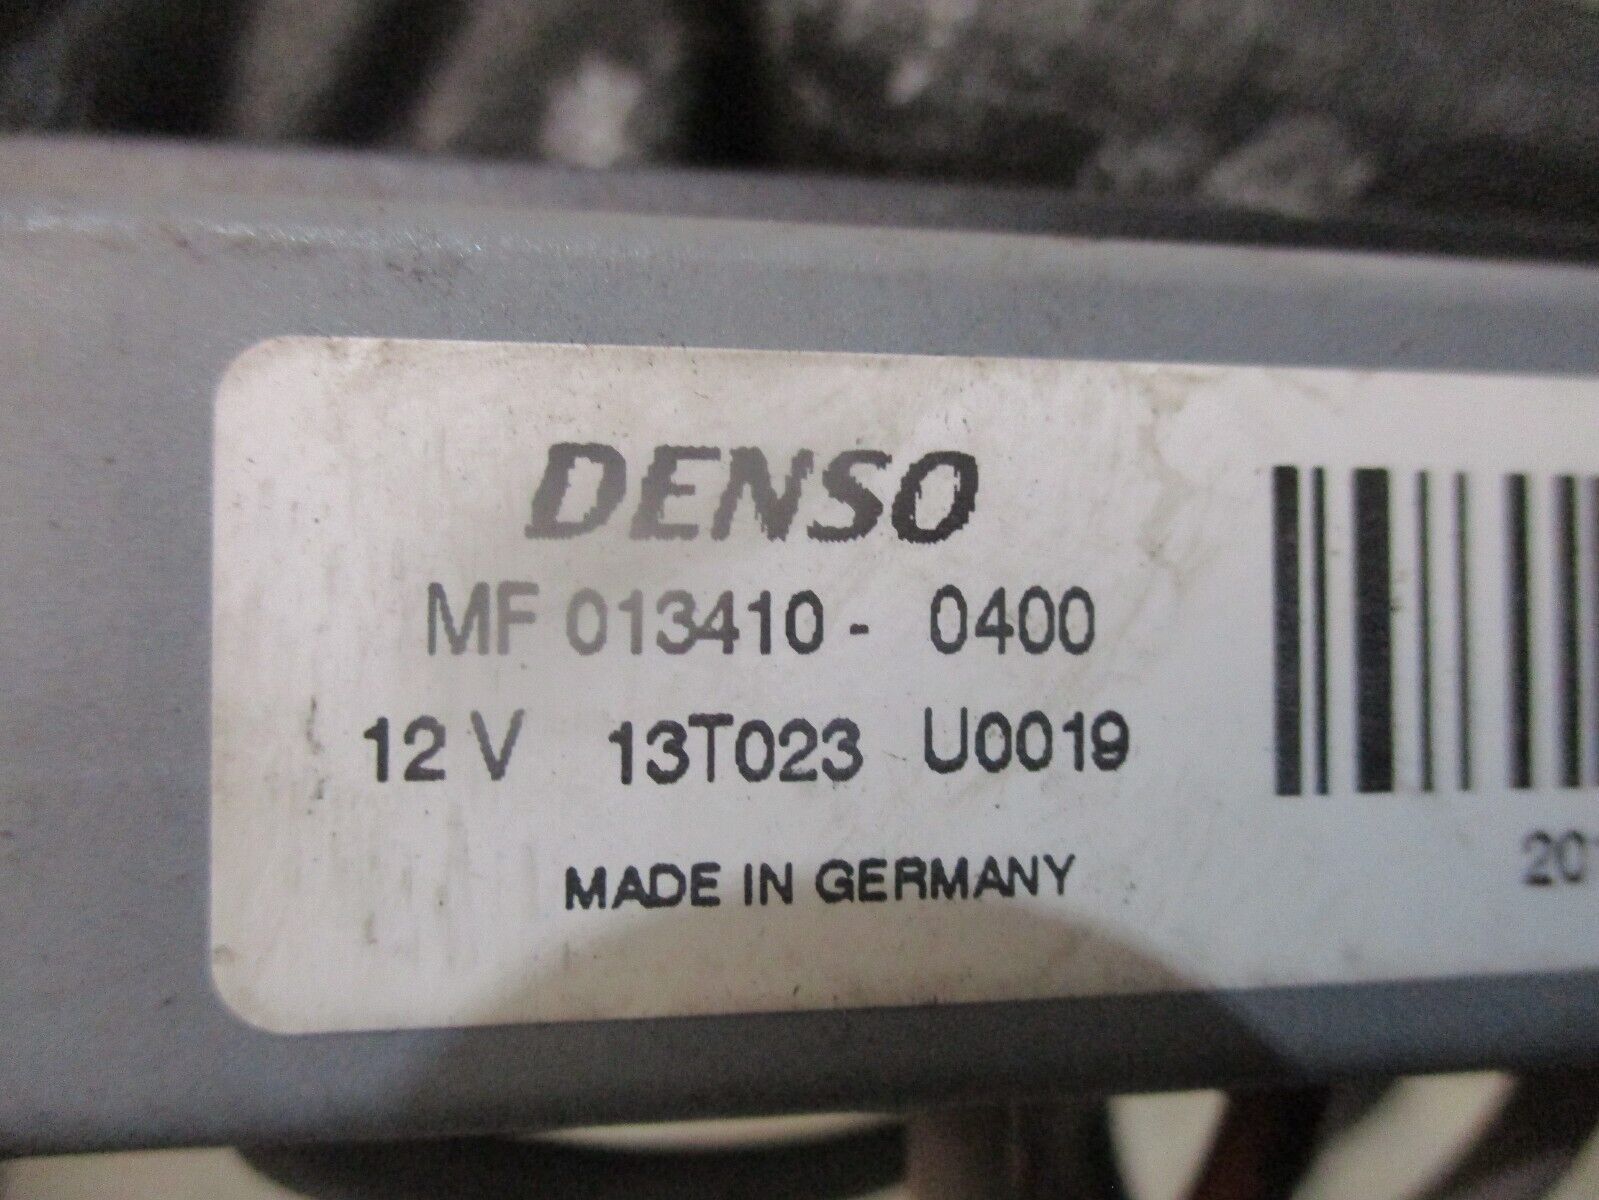 DENSO
MF 013410 - 0400
12 V 13T023 U0019
MADE IN GERMANY